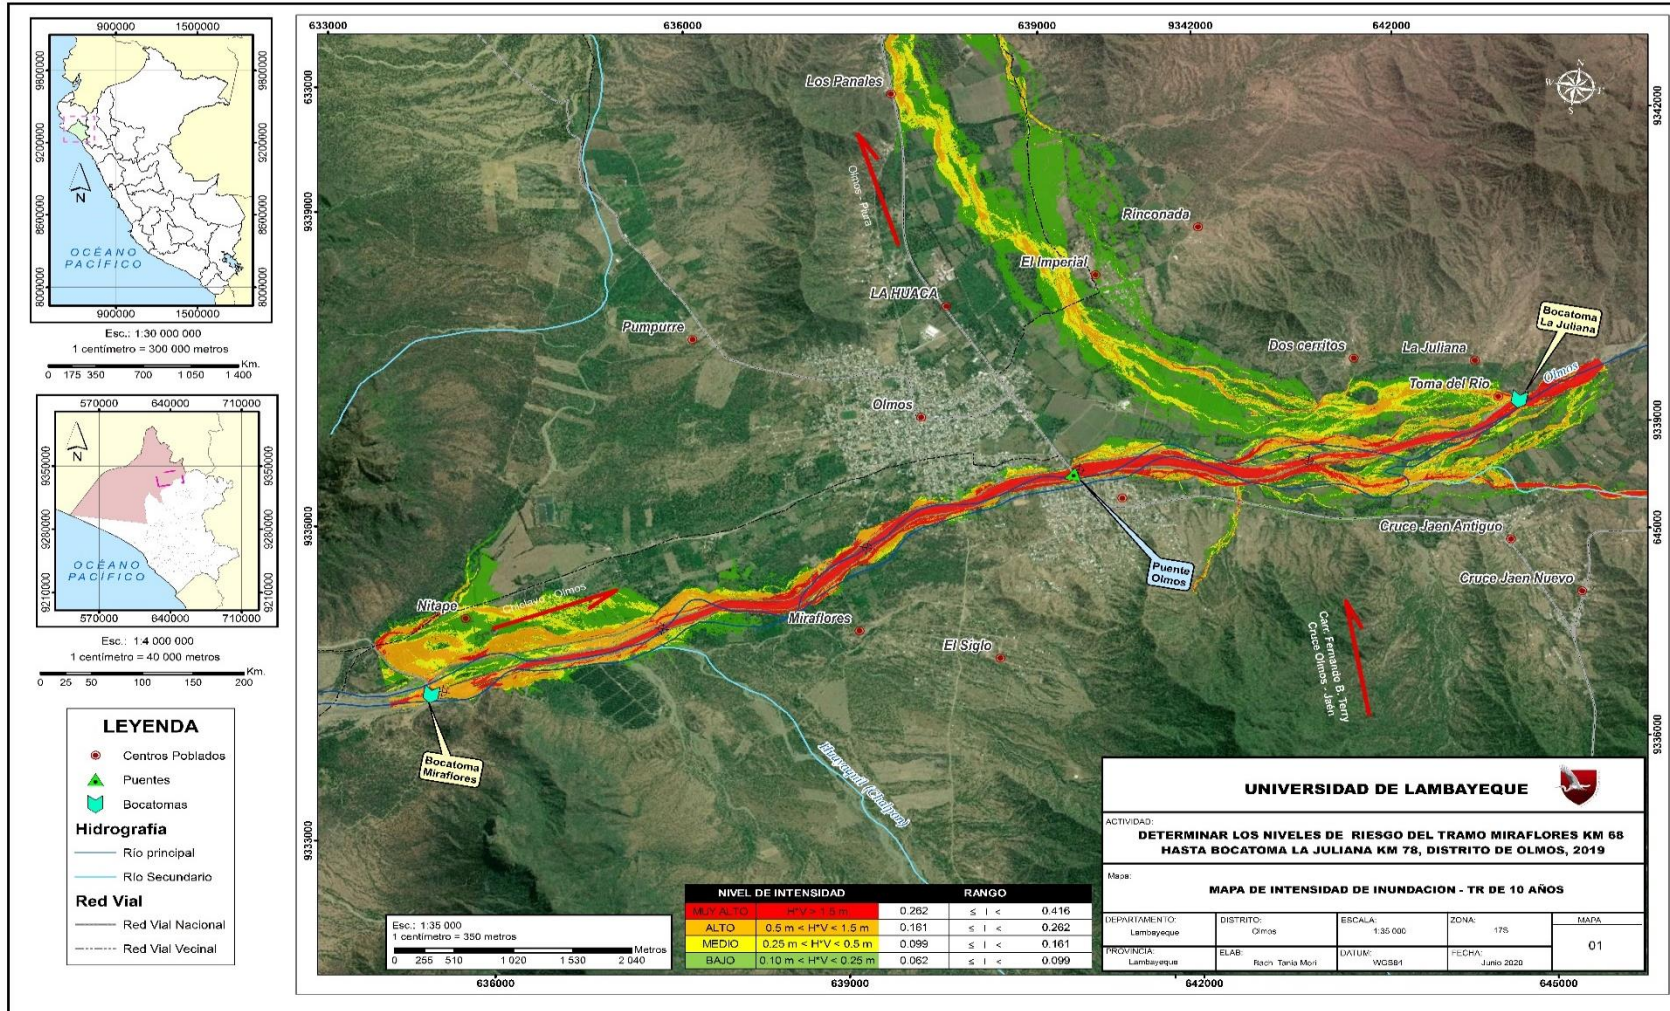 900000 1500000
9800000
9200000
8600000
8000000
9800000
9200000
8600000
8000000
N
OCÉANO
PACÍFICO
900000 1500000
Esc.: 1:30 000 000
1 centímetro = 300 000 metros
Km.
0 175 350 700 1 050 1 400
570000 640000 710000
9350000
9280000
9210000
9350000
9280000
9210000
N
OCÉANO
PACÍFICO
570000 640000 710000
Esc.: 1:4 000 000
1 centímetro = 40 000 metros
Km.
0 25 50 100 150 200
LEYENDA
Centros Poblados
Puentes
Bocatomas
Hidrografía
Río principal
Río Secundario
Red Vial
Red Vial Nacional
Red Vial Vecinal
633000 636000 639000 9342000 642000
633000
9339000
9336000
9333000
9342000
9339000
645000
9336000
636000 639000 642000 645000
N
S
Los Panales
Olmos - Piura
Rinconada
El Imperial
LA HUACA
Pumpurre
Bocatoma
La Juliana
Dos cerritos
La Juliana
Olmos
Toma del Rio
Olmos
Cruce Jaen Antiguo
Puente
Olmos
Cruce Jaen Nuevo
Nitape
Chiclayo - Olmos
Miraflores
El Siglo
Carr. Fernando B. Terry
Cruce Olmos - Jaén
Bocatoma
Miraflores
Esc.: 1:35 000
1 centímetro = 350 metros
Metros
0 255 510 1 020 1 530 2 040
NIVEL DE INTENSIDAD RANGO
MUY ALTO H*V > 1.5 m 0.262 ≤ I < 0.416
ALTO 0.5 m < H*V < 1.5 m 0.161 ≤ I < 0.262
MEDIO 0.25 m < H*V < 0.5 m 0.099 ≤ I < 0.161
BAJO 0.10 m < H*V < 0.25 m 0.062 ≤ I < 0.099
UNIVERSIDAD DE LAMBAYEQUE
ACTIVIDAD:
DETERMINAR LOS NIVELES DE RIESGO DEL TRAMO MIRAFLORES KM 68
HASTA BOCATOMA LA JULIANA KM 78, DISTRITO DE OLMOS, 2019
Mapa:
MAPA DE INTENSIDAD DE INUNDACION - TR DE 10 AÑOS
DEPARTAMENTO: DISTRITO: ESCALA: ZONA: MAPA
Lambayeque Olmos 1:35 000 17S 01
PROVINCIA: ELAB: DATUM: FECHA:
Lambayeque Bach. Tania Mori WGS84 Junio 2020